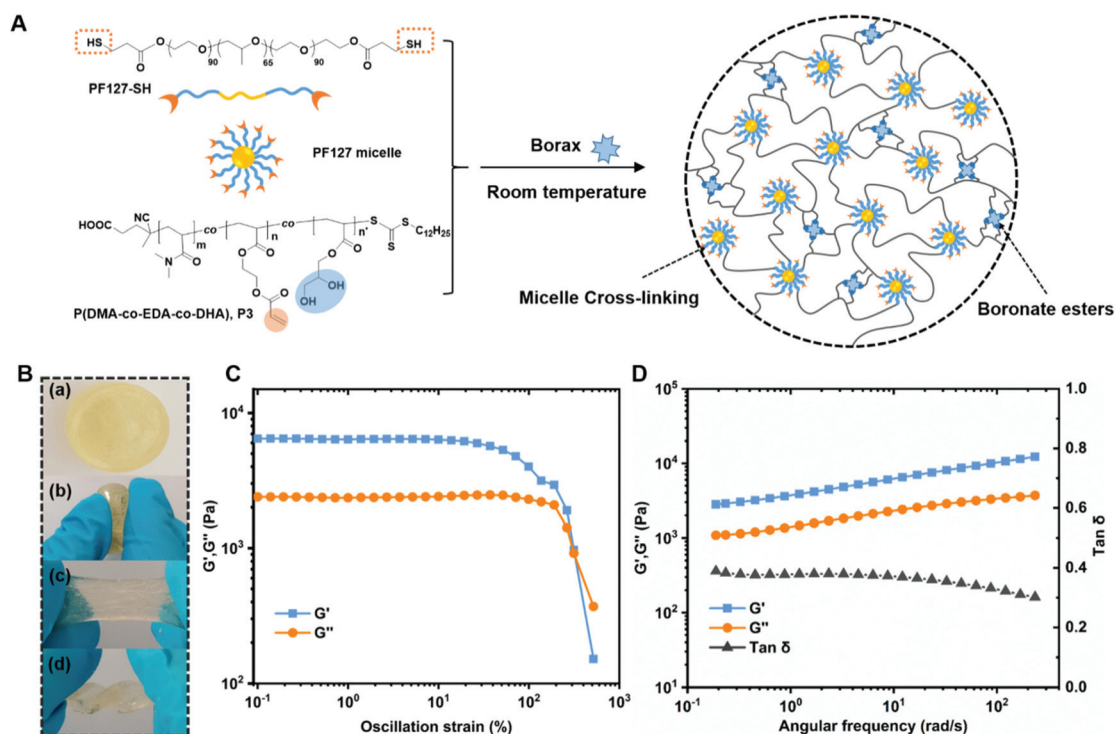 A
HS
O
O
O
O
SH
O
90
65
90
O
PF127-SH
PF127 micelle
Borax
Room temperature
HOOC
NC
co
co
S
S
C12H25
m
n
n'
S
N
O
O
O
O
O
O
O
OH
OH
P(DMA-co-EDA-co-DHA), P3
Micelle Cross-linking
Boronate esters
B
(a)
(b)
(c)
(d)
C
10^4
10^3
10^2
G',G'' (Pa)
G'
G''
10^-1
10^0
10^1
10^2
10^3
Oscillation strain (%)
D
10^5
10^4
10^3
10^2
10^1
G',G'' (Pa)
G'
G''
Tan δ
1.0
0.8
0.6
0.4
0.2
0.0
Tan δ
10^-1
10^0
10^1
10^2
Angular frequency (rad/s)